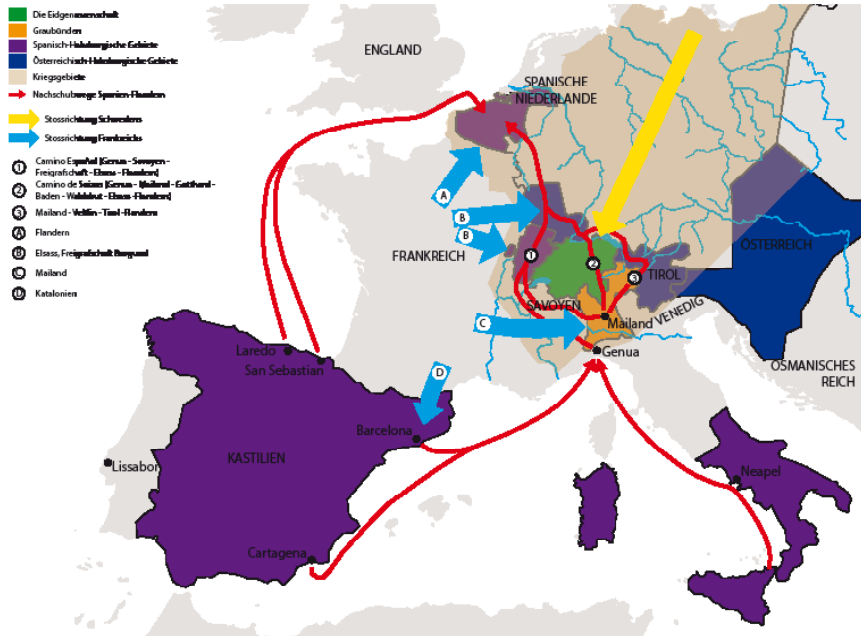 Die Eidgenossenschaft
Graubünden
Spanisch-Habsburgische Gebiete
Österreichisch-Habsburgische Gebiete
Kriegsgebiete
Nachschubwege Spanien-Flandern
Stossrichtung Schwedens
Stossrichtung Frankreichs
1 Camino Español (Genua - Savoyen -
Freigrafschaft - Elsass - Flandern)
2 Camino de Suizos (Genua - Mailand - Gotthard -
Baden - Waldshut - Elsass - Flandern)
3 Mailand - Veltlin - Tirol - Flandern
A Flandern
B Elsass, Freigrafschaft Burgund
C Mailand
D Katalonien
ENGLAND
SPANISCHE
NIEDERLANDE
A
B
B
FRANKREICH
1
2
3
TIROL
ÖSTERREICH
SAVOYEN
C
Mailand
VENEDIG
Genua
OSMANISCHES
REICH
Laredo
San Sebastian
D
Barcelona
KASTILIEN
Lissabon
Neapel
Cartagena